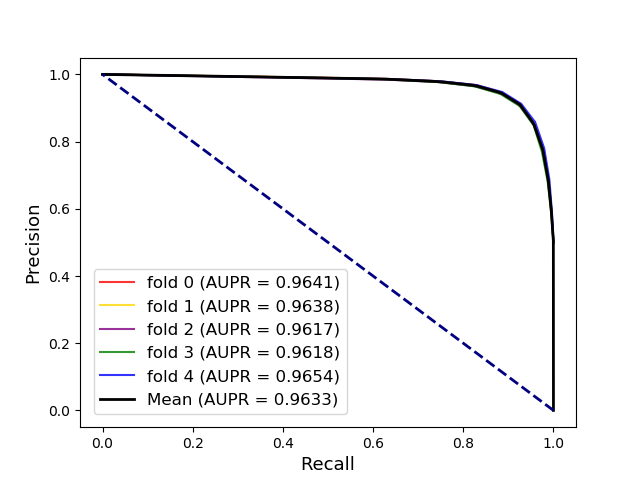 1.0
0.8
0.6
0.4
0.2
0.0
Precision
fold 0 (AUPR = 0.9641)
fold 1 (AUPR = 0.9638)
fold 2 (AUPR = 0.9617)
fold 3 (AUPR = 0.9618)
fold 4 (AUPR = 0.9654)
Mean (AUPR = 0.9633)
0.0 0.2 0.4 0.6 0.8 1.0
Recall